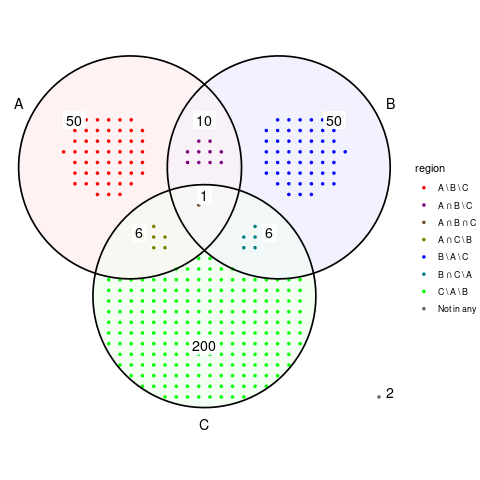 A
B
50
10
50
1
6
6
200
2
C
region
A \ B \ C
A ∩ B \ C
A ∩ B ∩ C
A ∩ C \ B
B \ A \ C
B ∩ C \ A
C \ A \ B
Not in any